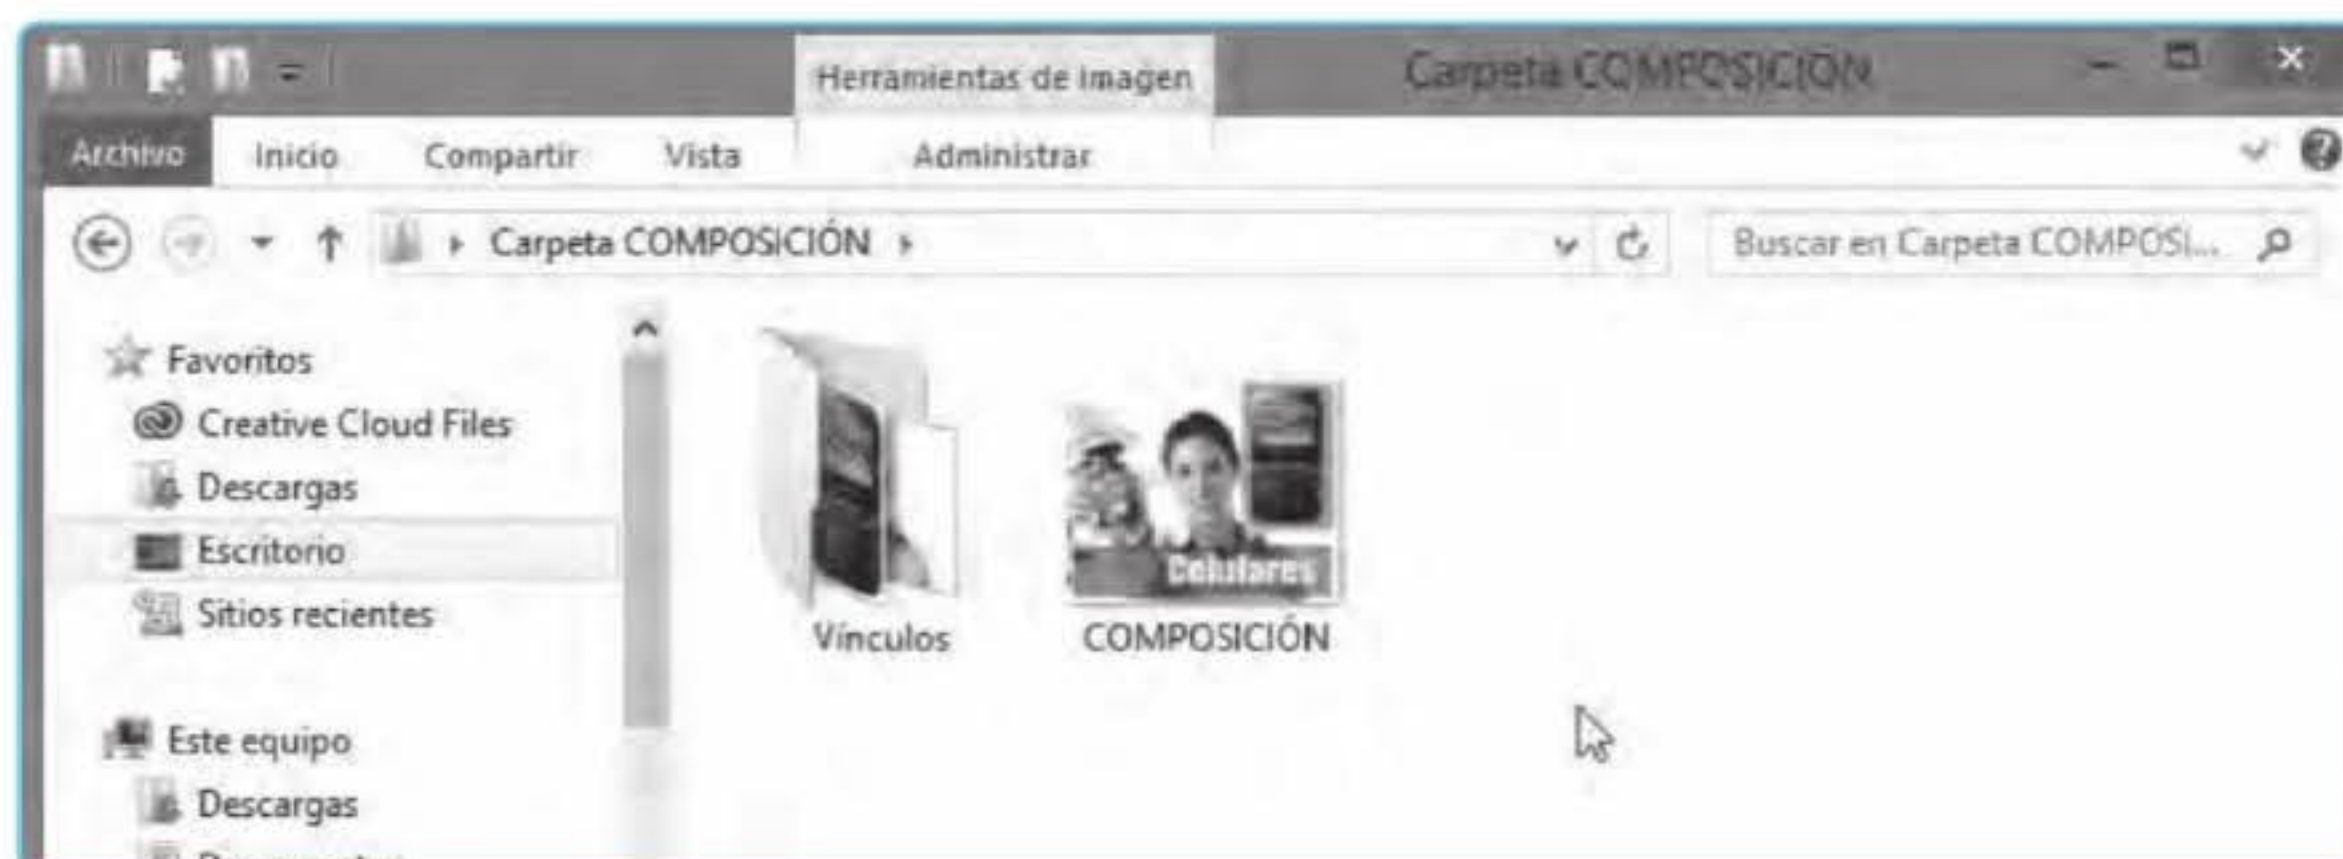 Herramientas de imagen
Carpeta COMPOSICIÓN
Archivo Inicio Compartir Vista Administrar
Carpeta COMPOSICIÓN
Buscar en Carpeta COMPOSI...
Favoritos
Creative Cloud Files
Descargas
Escritorio
Sitios recientes
Celulares
Vínculos
COMPOSICIÓN
Este equipo
Descargas